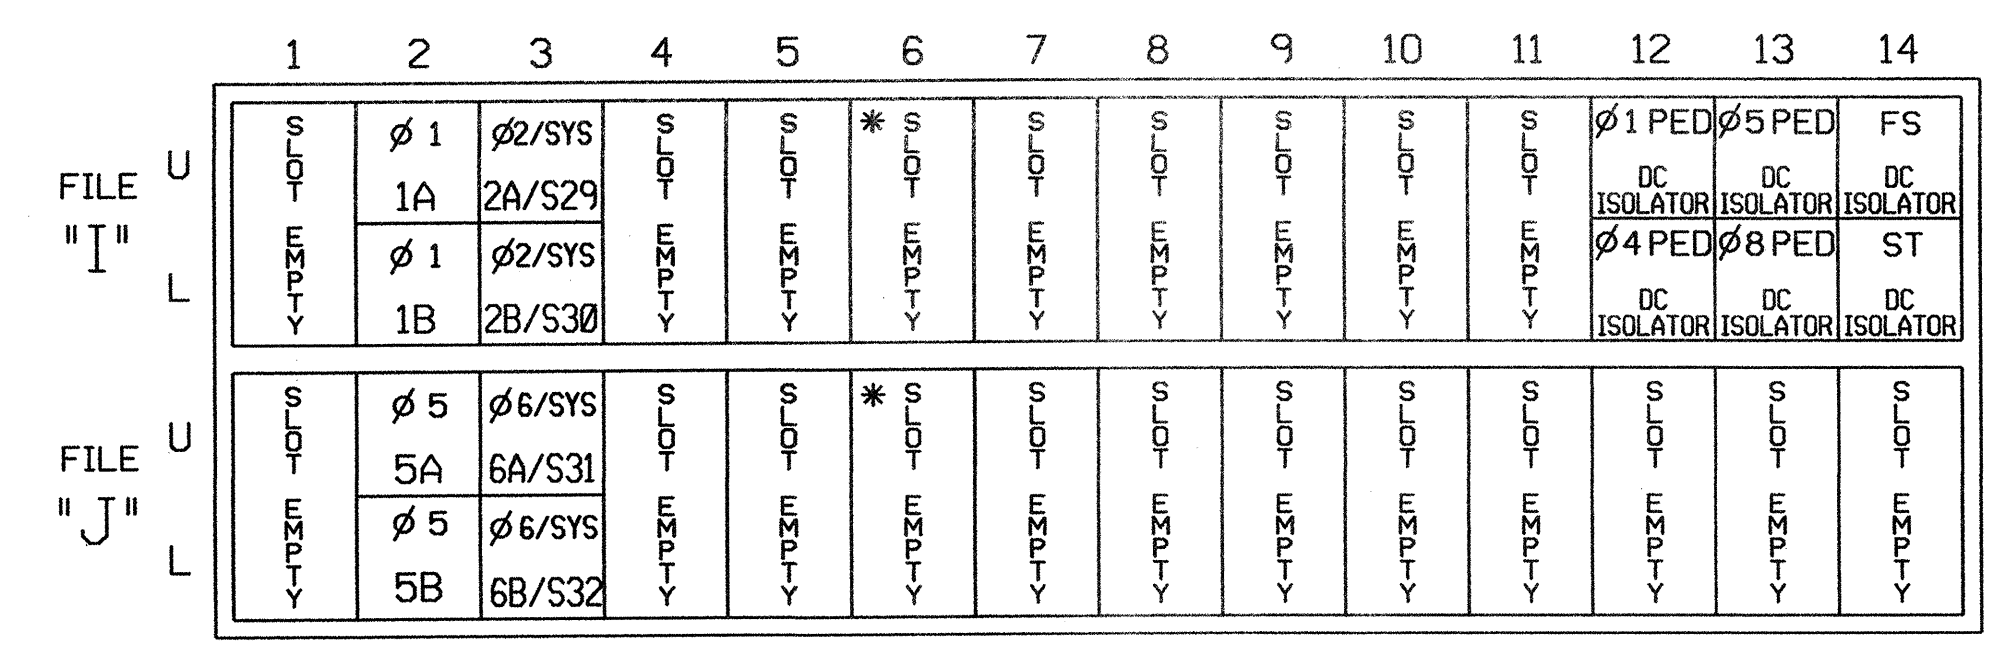 1 2 3 4 5 6 7 8 9 10 11 12 13 14
FILE "I"
U
L
SLOT EMPTY
Ø 1
1A
Ø 1
1B
Ø2/SYS
2A/S29
Ø2/SYS
2B/S30
SLOT EMPTY
SLOT EMPTY
* SLOT EMPTY
SLOT EMPTY
SLOT EMPTY
SLOT EMPTY
SLOT EMPTY
SLOT EMPTY
Ø1 PED
DC
ISOLATOR
Ø4 PED
DC
ISOLATOR
Ø5 PED
DC
ISOLATOR
Ø8 PED
DC
ISOLATOR
FS
DC
ISOLATOR
ST
DC
ISOLATOR
FILE "J"
U
L
SLOT EMPTY
Ø 5
5A
Ø 5
5B
Ø6/SYS
6A/S31
Ø6/SYS
6B/S32
SLOT EMPTY
SLOT EMPTY
* SLOT EMPTY
SLOT EMPTY
SLOT EMPTY
SLOT EMPTY
SLOT EMPTY
SLOT EMPTY
SLOT EMPTY
SLOT EMPTY
SLOT EMPTY